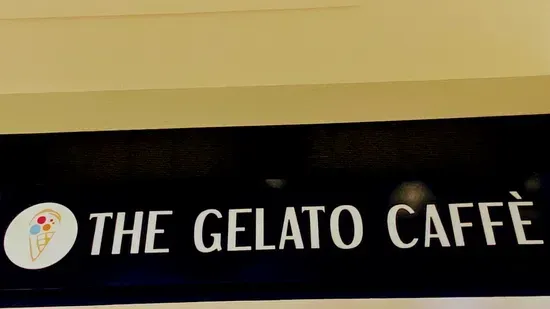 THE GELATO CAFFÈ